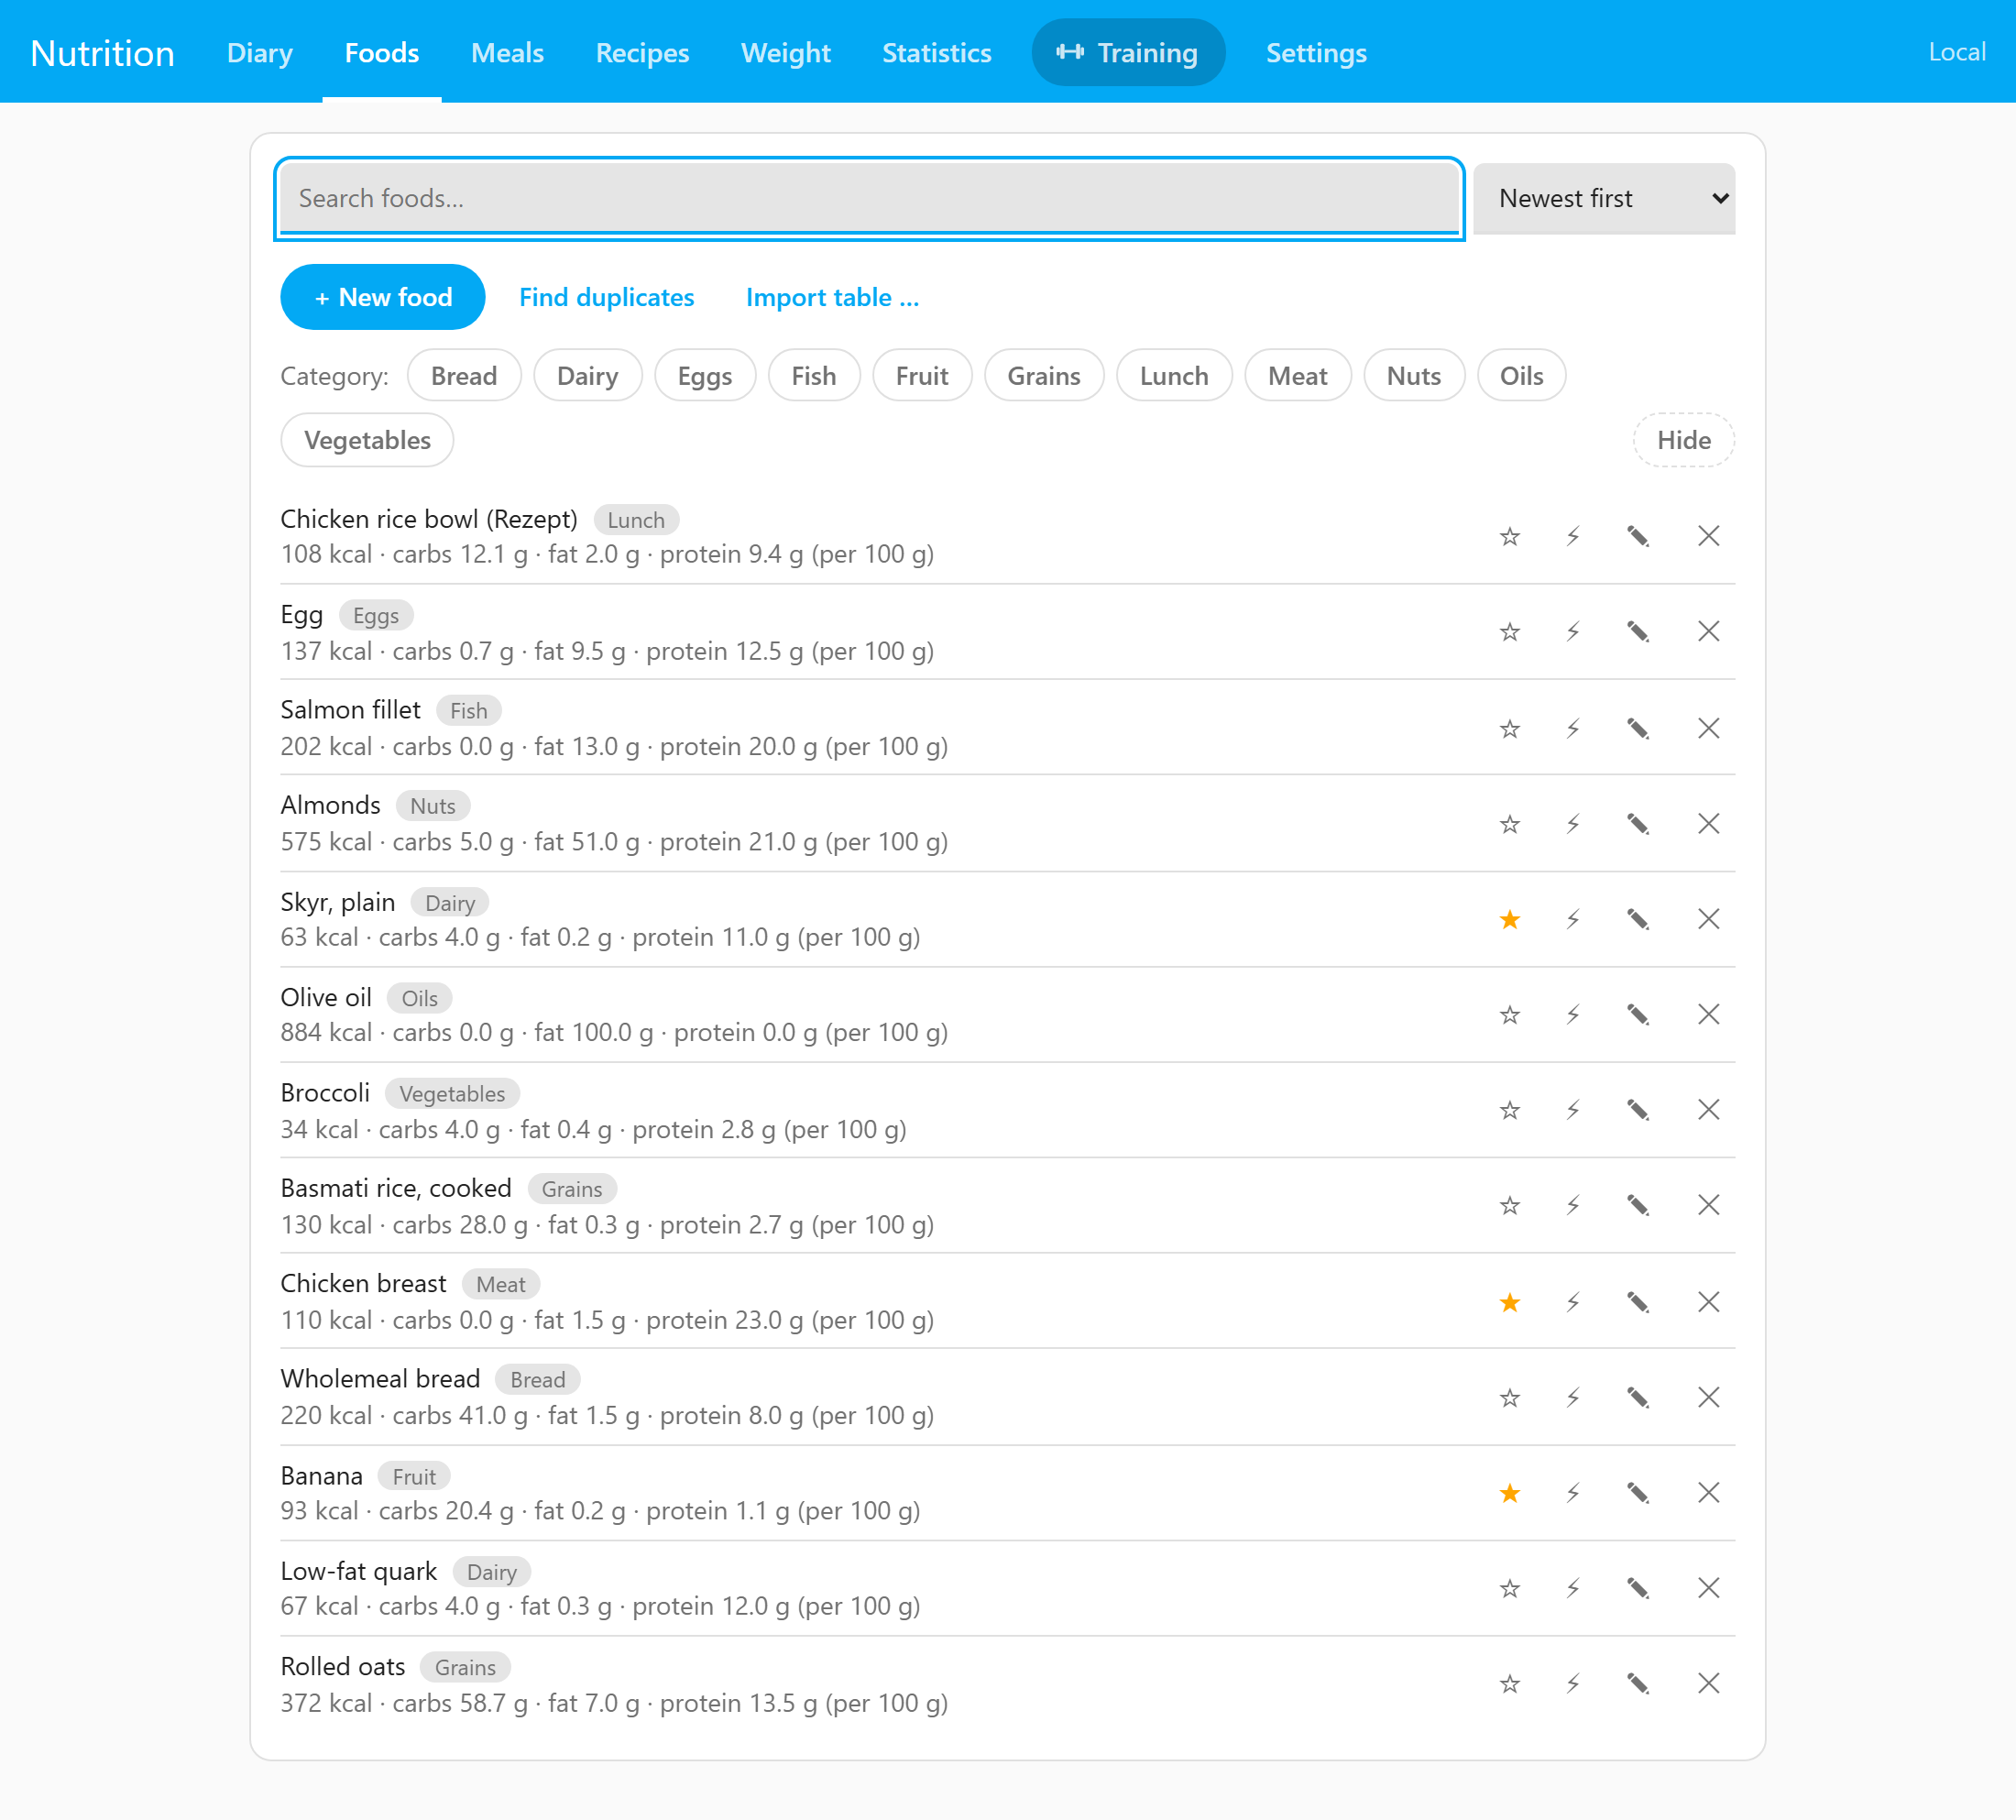 Nutrition Diary Foods Meals Recipes Weight Statistics Training Settings Local
Search foods... Newest first
+ New food Find duplicates Import table ...
Category: Bread Dairy Eggs Fish Fruit Grains Lunch Meat Nuts Oils
Vegetables Hide
Chicken rice bowl (Rezept) Lunch
108 kcal · carbs 12.1 g · fat 2.0 g · protein 9.4 g (per 100 g)
Egg Eggs
137 kcal · carbs 0.7 g · fat 9.5 g · protein 12.5 g (per 100 g)
Salmon fillet Fish
202 kcal · carbs 0.0 g · fat 13.0 g · protein 20.0 g (per 100 g)
Almonds Nuts
575 kcal · carbs 5.0 g · fat 51.0 g · protein 21.0 g (per 100 g)
Skyr, plain Dairy
63 kcal · carbs 4.0 g · fat 0.2 g · protein 11.0 g (per 100 g)
Olive oil Oils
884 kcal · carbs 0.0 g · fat 100.0 g · protein 0.0 g (per 100 g)
Broccoli Vegetables
34 kcal · carbs 4.0 g · fat 0.4 g · protein 2.8 g (per 100 g)
Basmati rice, cooked Grains
130 kcal · carbs 28.0 g · fat 0.3 g · protein 2.7 g (per 100 g)
Chicken breast Meat
110 kcal · carbs 0.0 g · fat 1.5 g · protein 23.0 g (per 100 g)
Wholemeal bread Bread
220 kcal · carbs 41.0 g · fat 1.5 g · protein 8.0 g (per 100 g)
Banana Fruit
93 kcal · carbs 20.4 g · fat 0.2 g · protein 1.1 g (per 100 g)
Low-fat quark Dairy
67 kcal · carbs 4.0 g · fat 0.3 g · protein 12.0 g (per 100 g)
Rolled oats Grains
372 kcal · carbs 58.7 g · fat 7.0 g · protein 13.5 g (per 100 g)